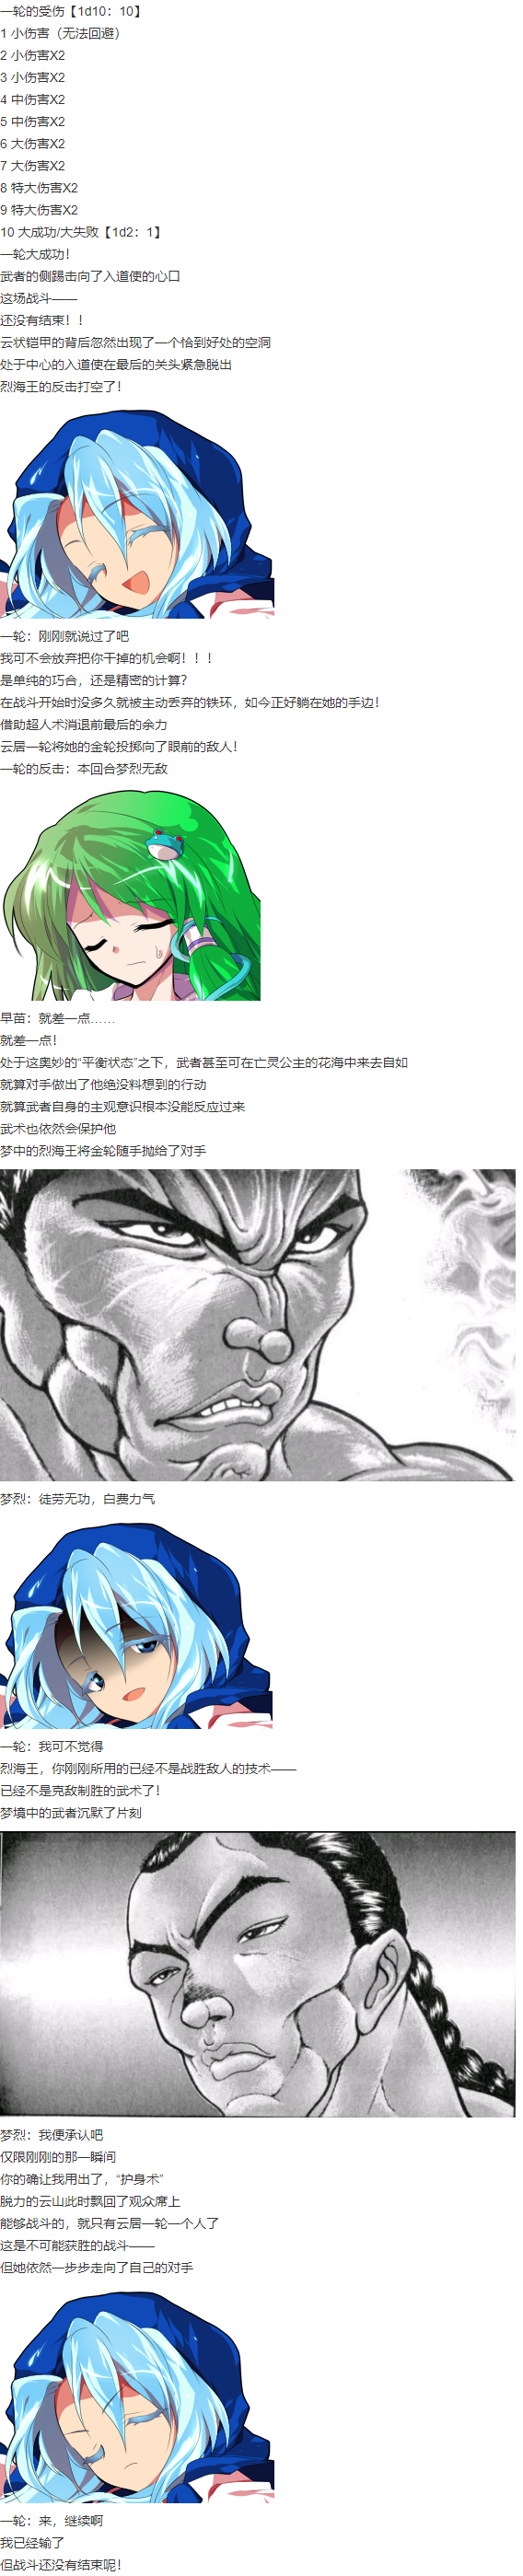 一轮的受伤【1d10：10】
1 小伤害（无法回避）
2 小伤害X2
3 小伤害X2
4 中伤害X2
5 中伤害X2
6 大伤害X2
7 大伤害X2
8 特大伤害X2
9 特大伤害X2
10 大成功/大失败【1d2：1】
一轮大成功！
武者的侧踢击向了入道使的心口
这场战斗——
还没有结束！！
云状铠甲的背后忽然出现了一个恰到好处的空洞
处于中心的入道使在最后的关头紧急脱出
烈海王的反击打空了！
一轮：刚刚就说过了吧
我可不会放弃把你干掉的机会啊！！！
是单纯的巧合，还是精密的计算？
在战斗开始时没多久就被主动丢弃的铁环，如今正好躺在她的手边！
借助超人术消退前最后的余力
云居一轮将她的金轮投掷向了眼前的敌人！
一轮的反击：本回合梦烈无敌
早苗：就差一点……
就差一点！
处于这奥妙的“平衡状态”之下，武者甚至可在亡灵公主的花海中来去自如
就算对手做出了他绝没料想到的行动
就算武者自身的主观意识根本没能反应过来
武术也依然会保护他
梦中的烈海王将金轮随手抛给了对手
梦烈：徒劳无功，白费力气
一轮：我可不觉得
烈海王，你刚刚所用的已经不是战胜敌人的技术——
已经不是克敌制胜的武术了！
梦境中的武者沉默了片刻
梦烈：我便承认吧
仅限刚刚的那一瞬间
你的确让我用出了，“护身术”
脱力的云山此时飘回了观众席上
能够战斗的，就只有云居一轮一个人了
这是不可能获胜的战斗——
但她依然一步步走向了自己的对手
一轮：来，继续啊
我已经输了
但战斗还没有结束呢！